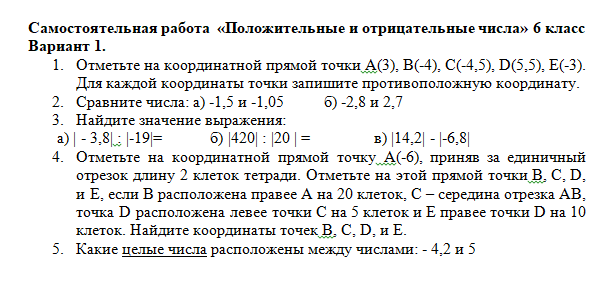 Самостоятельная работа «Положительные и отрицательные числа» 6 класс
Вариант 1.
1. Отметьте на координатной прямой точки А(3), В(-4), С(-4,5), D(5,5), Е(-3).
Для каждой координаты точки запишите противоположную координату.
2. Сравните числа: а) -1,5 и -1,05 б) -2,8 и 2,7
3. Найдите значение выражения:
а) | - 3,8| : |-19|= б) |420| : |20 | = в) |14,2| - |-6,8|
4. Отметьте на координатной прямой точку А(-6), приняв за единичный
отрезок длину 2 клеток тетради. Отметьте на этой прямой точки В, С, D,
и Е, если В расположена правее А на 20 клеток, С – середина отрезка АВ,
точка D расположена левее точки С на 5 клеток и Е правее точки D на 10
клеток. Найдите координаты точек В, С, D, и Е.
5. Какие целые числа расположены между числами: - 4,2 и 5